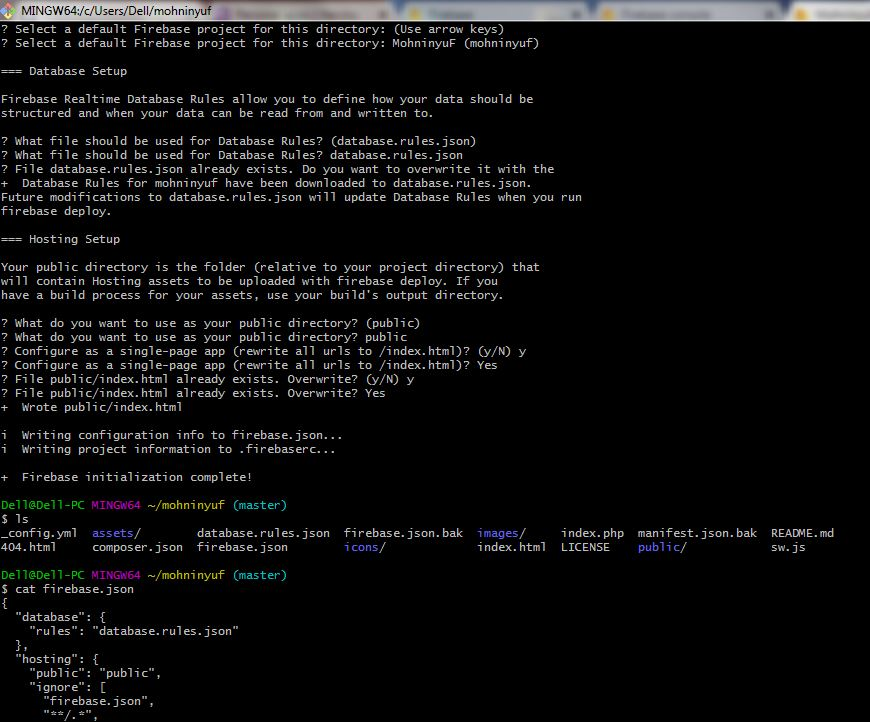 MINGW64:/c/Users/Dell/mohninyuf
? Select a default Firebase project for this directory: (Use arrow keys)
? Select a default Firebase project for this directory: MohninyuF (mohninyuf)
=== Database Setup
Firebase Realtime Database Rules allow you to define how your data should be
structured and when your data can be read from and written to.
? What file should be used for Database Rules? (database.rules.json)
? What file should be used for Database Rules? database.rules.json
? File database.rules.json already exists. Do you want to overwrite it with the
+  Database Rules for mohninyuf have been downloaded to database.rules.json.
Future modifications to database.rules.json will update Database Rules when you run
firebase deploy.
=== Hosting Setup
Your public directory is the folder (relative to your project directory) that
will contain Hosting assets to be uploaded with firebase deploy. If you
have a build process for your assets, use your build's output directory.
? What do you want to use as your public directory? (public)
? What do you want to use as your public directory? public
? Configure as a single-page app (rewrite all urls to /index.html)? (y/N) y
? Configure as a single-page app (rewrite all urls to /index.html)? Yes
? File public/index.html already exists. Overwrite? (y/N) y
? File public/index.html already exists. Overwrite? Yes
+  Wrote public/index.html
i  Writing configuration info to firebase.json...
i  Writing project information to .firebaserc...
+  Firebase initialization complete!
Dell@Dell-PC MINGW64 ~/mohninyuf (master)
$ ls
_config.yml  assets/        database.rules.json  firebase.json.bak  images/     index.php  manifest.json.bak  README.md
404.html     composer.json  firebase.json        icons/             index.html  LICENSE    public/            sw.js
Dell@Dell-PC MINGW64 ~/mohninyuf (master)
$ cat firebase.json
{
  "database": {
    "rules": "database.rules.json"
  },
  "hosting": {
    "public": "public",
    "ignore": [
      "firebase.json",
      "**/.*",